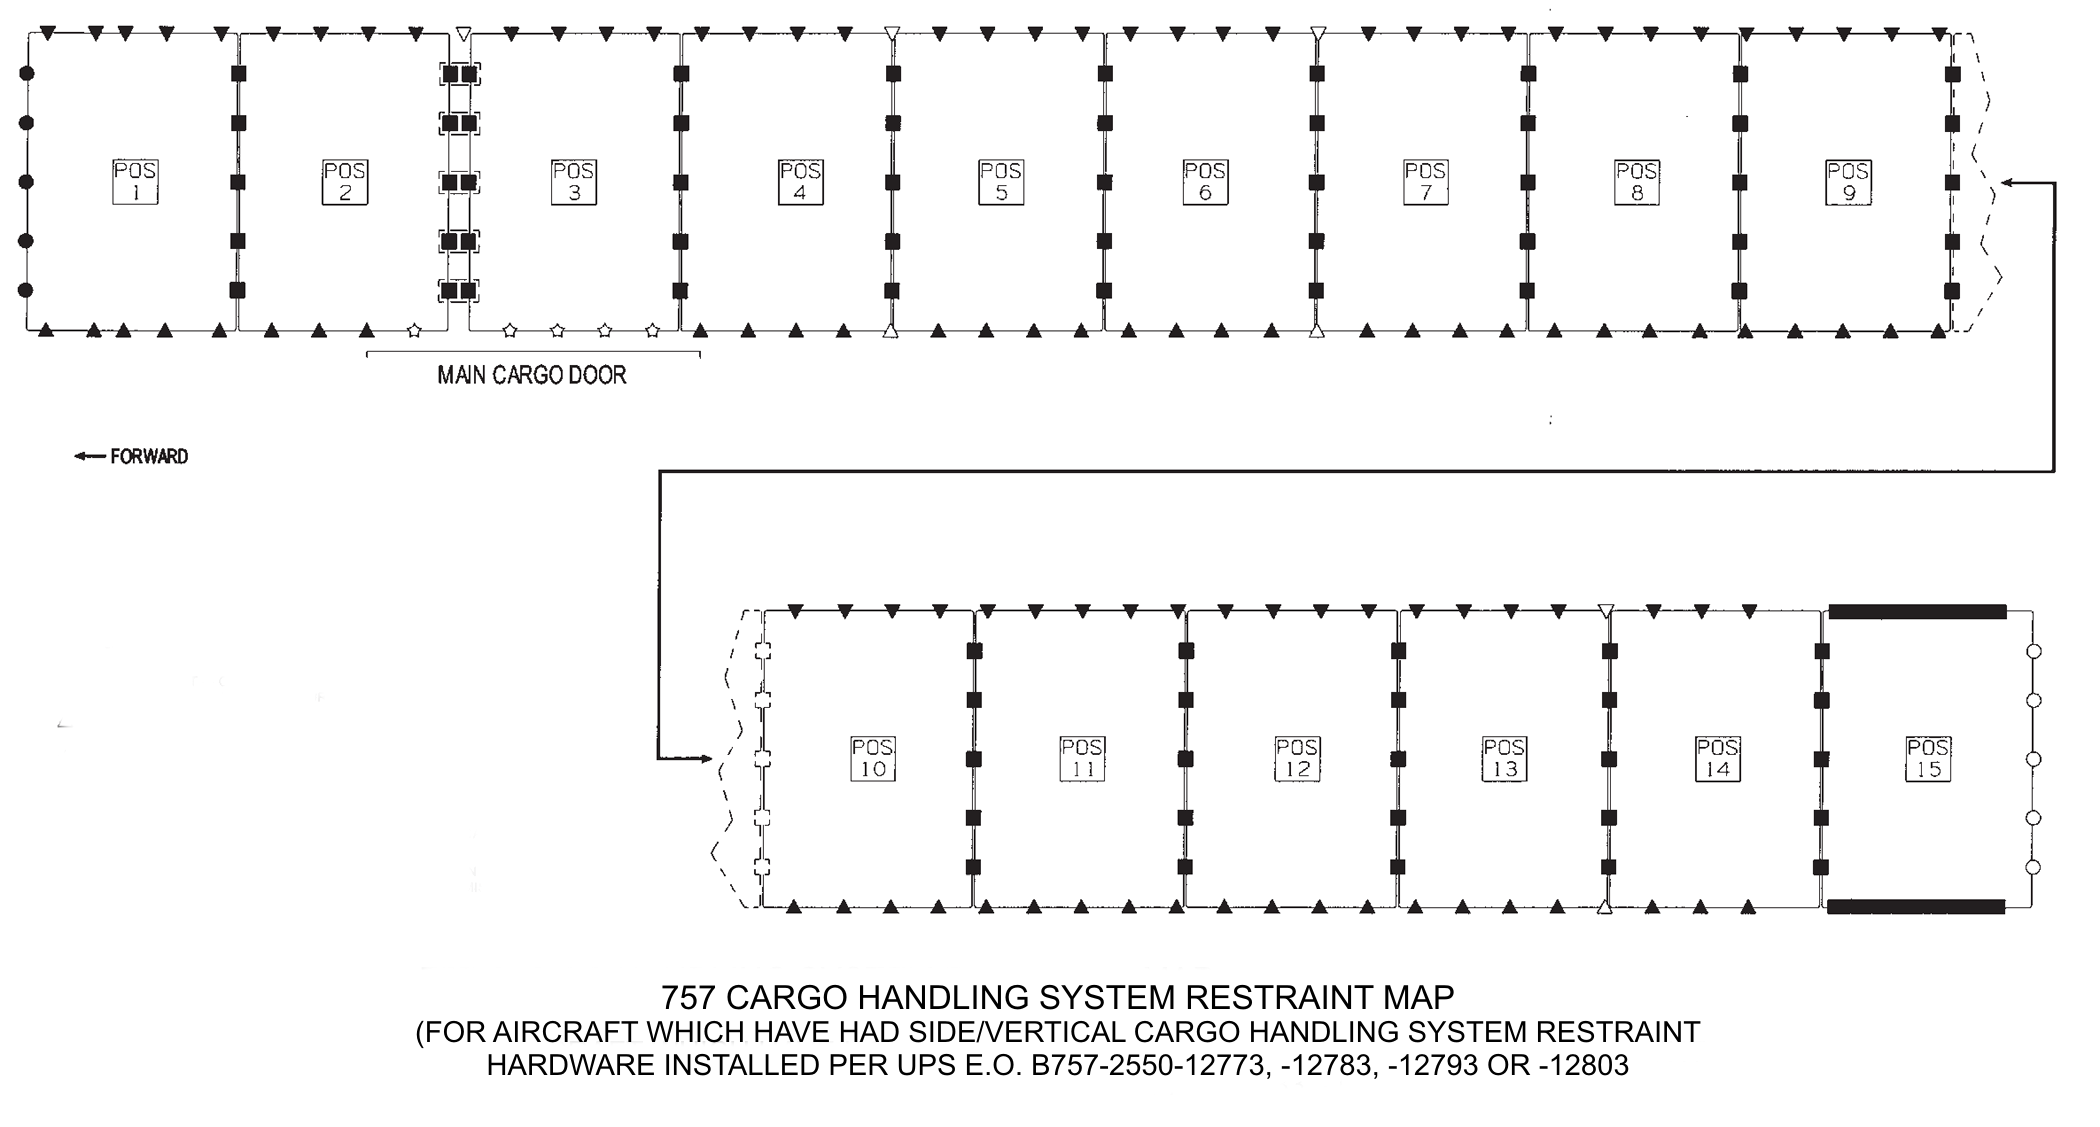 POS
1
POS
2
POS
3
POS
4
POS
5
POS
6
POS
7
POS
8
POS
9
MAIN CARGO DOOR
FORWARD
POS
10
POS
11
POS
12
POS
13
POS
14
POS
15
757 CARGO HANDLING SYSTEM RESTRAINT MAP
(FOR AIRCRAFT WHICH HAVE HAD SIDE/VERTICAL CARGO HANDLING SYSTEM RESTRAINT
HARDWARE INSTALLED PER UPS E.O. B757-2550-12773, -12783, -12793 OR -12803